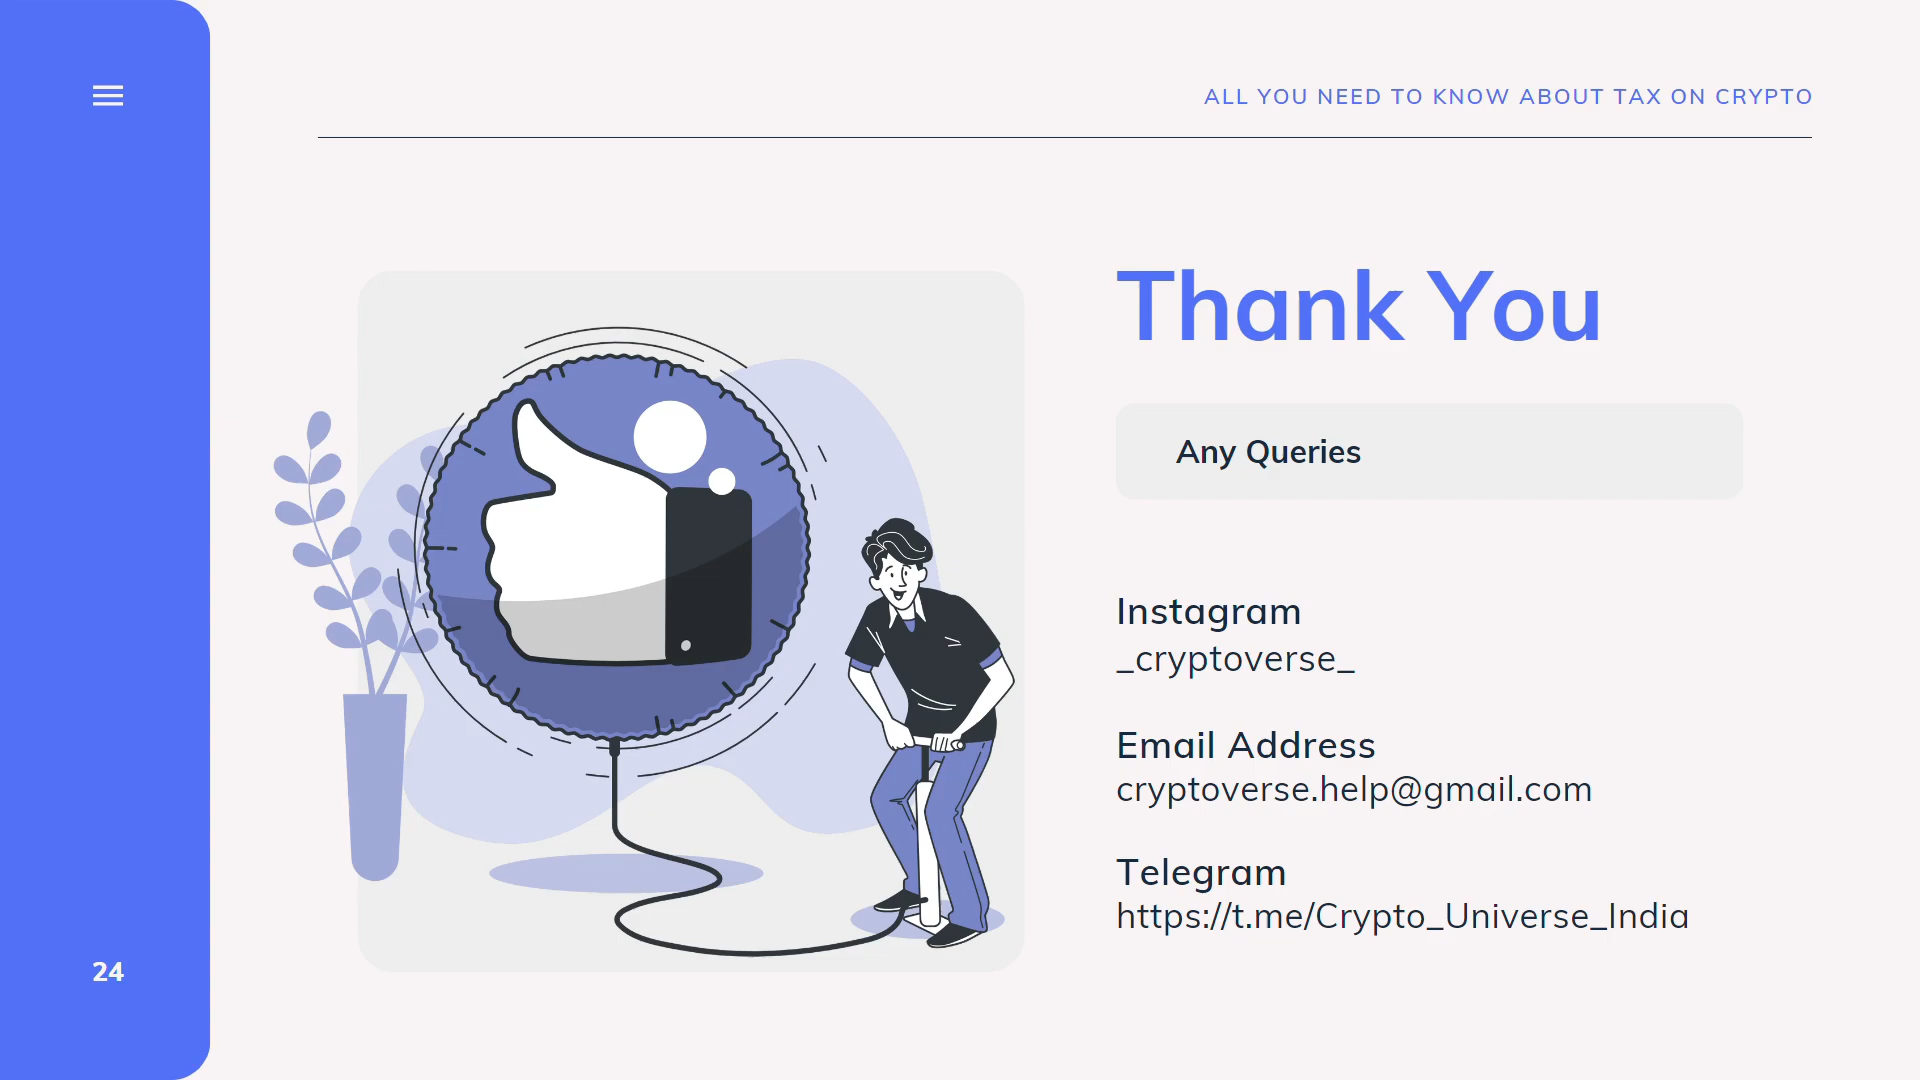 ALL YOU NEED TO KNOW ABOUT TAX ON CRYPTO
Thank You
Any Queries
Instagram
_cryptoverse_
Email Address
cryptoverse.help@gmail.com
Telegram
https://t.me/Crypto_Universe_India
24